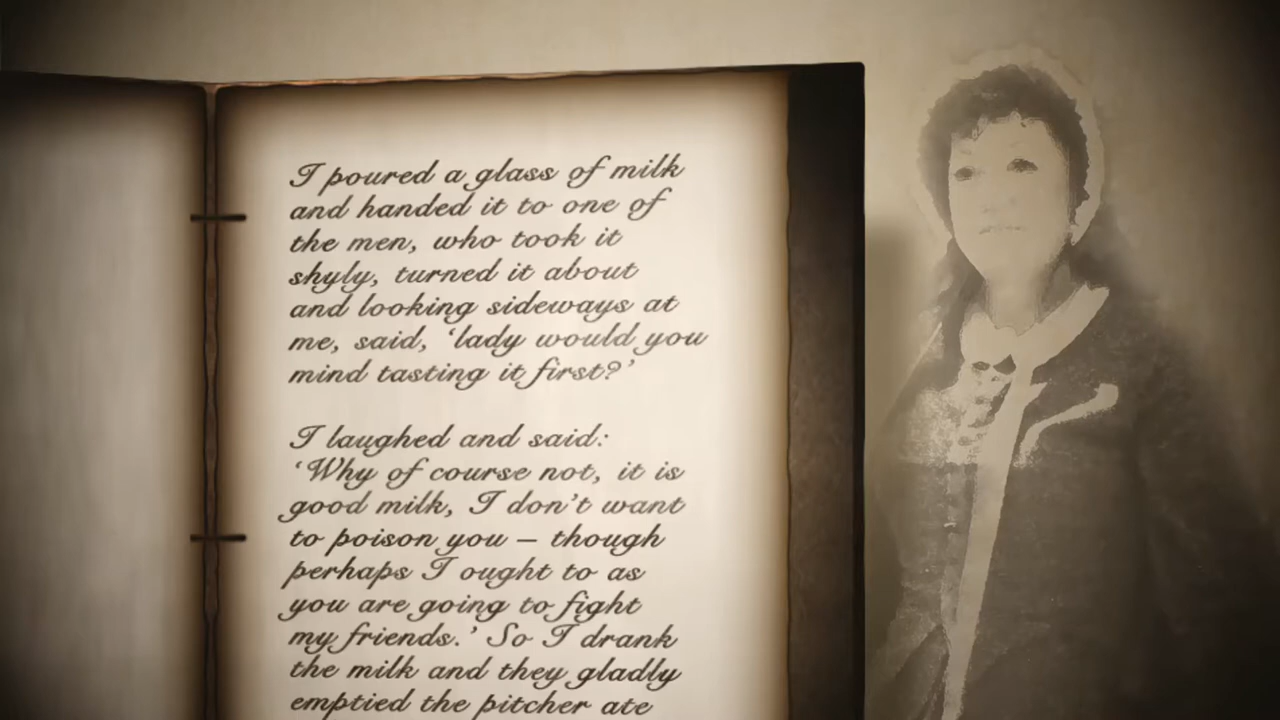 I poured a glass of milk
and handed it to one of
the men, who took it
shyly, turned it about
and looking sideways at
me, said, ‘lady would you
mind tasting it first?’
I laughed and said:
‘Why of course not, it is
good milk, I don’t want
to poison you – though
perhaps I ought to as
you are going to fight
my friends.’ So I drank
the milk and they gladly
emptied the pitcher ate